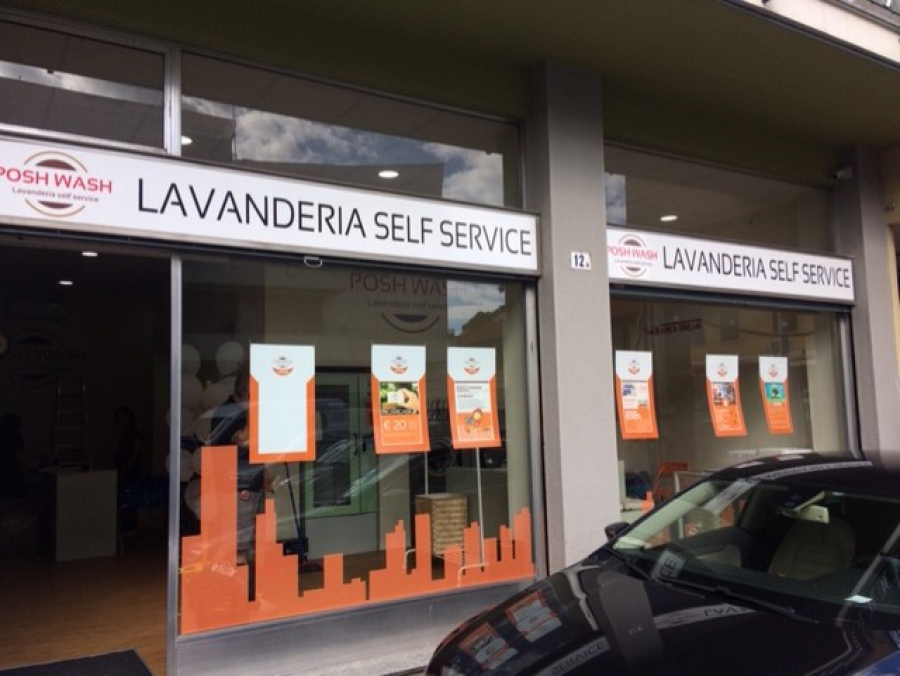 POSH WASH
Lavanderia self service
LAVANDERIA SELF SERVICE
12
POSH WASH
LAVANDERIA SELF SERVICE
POSH WASH
Lavanderia self service
€ 20